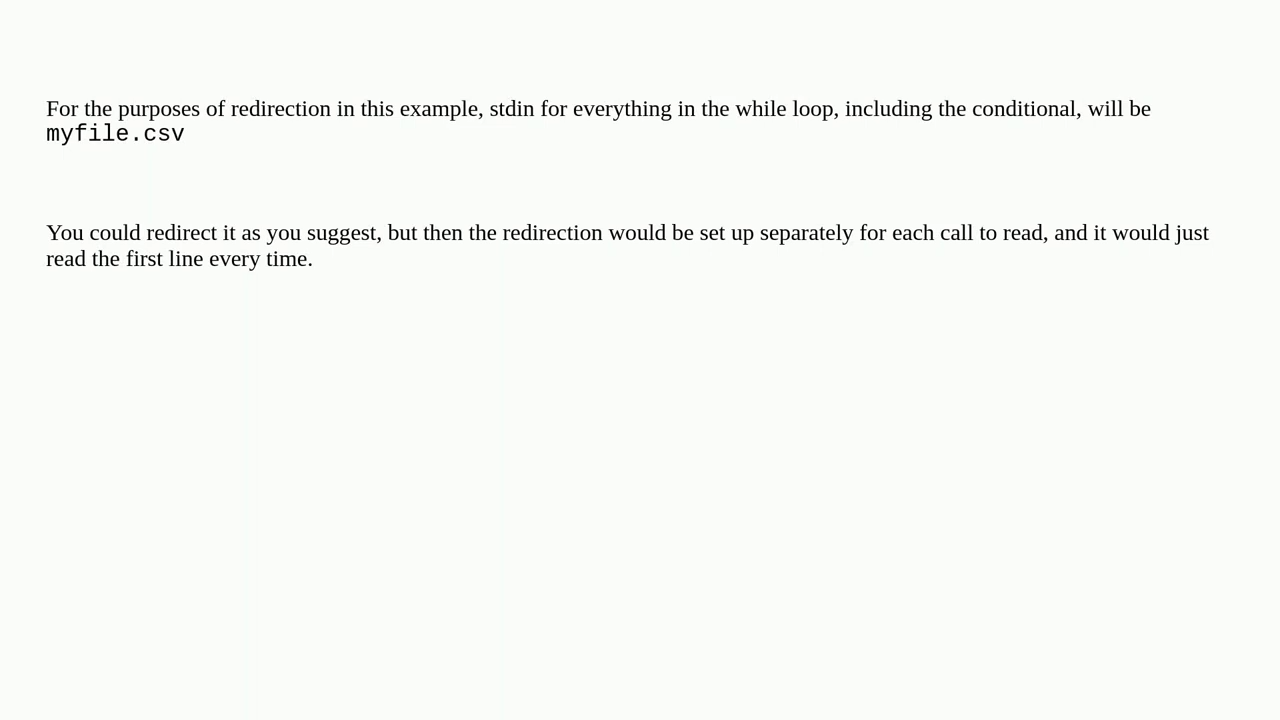 For the purposes of redirection in this example, stdin for everything in the while loop, including the conditional, will be
myfile.csv
You could redirect it as you suggest, but then the redirection would be set up separately for each call to read, and it would just
read the first line every time.